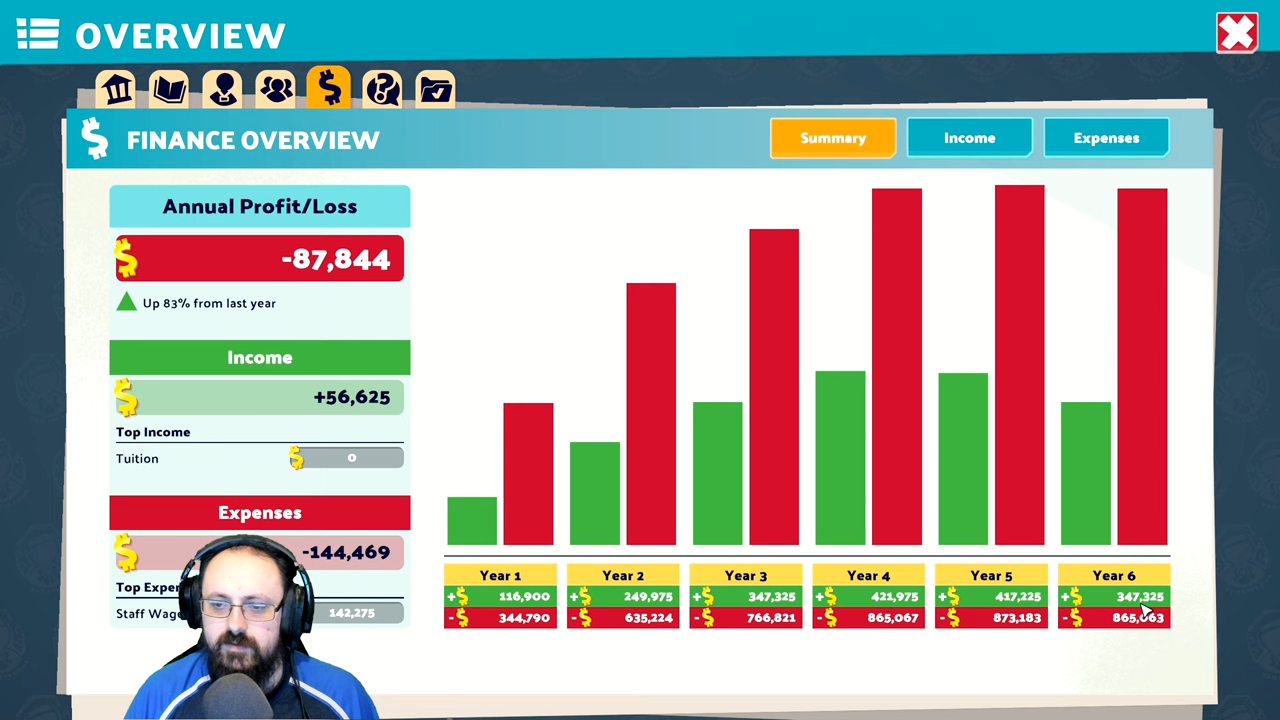 OVERVIEW
FINANCE OVERVIEW
Summary
Income
Expenses
Annual Profit/Loss
-87,844
Up 83% from last year
Income
+56,625
Top Income
Tuition
0
Expenses
-144,469
Top Expen
Staff Wage
142,275
Year 1
+$ 116,900
-$ 344,790
Year 2
+$ 249,975
-$ 635,224
Year 3
+$ 347,325
-$ 766,821
Year 4
+$ 421,975
-$ 865,067
Year 5
+$ 417,225
-$ 873,183
Year 6
+$ 347,325
-$